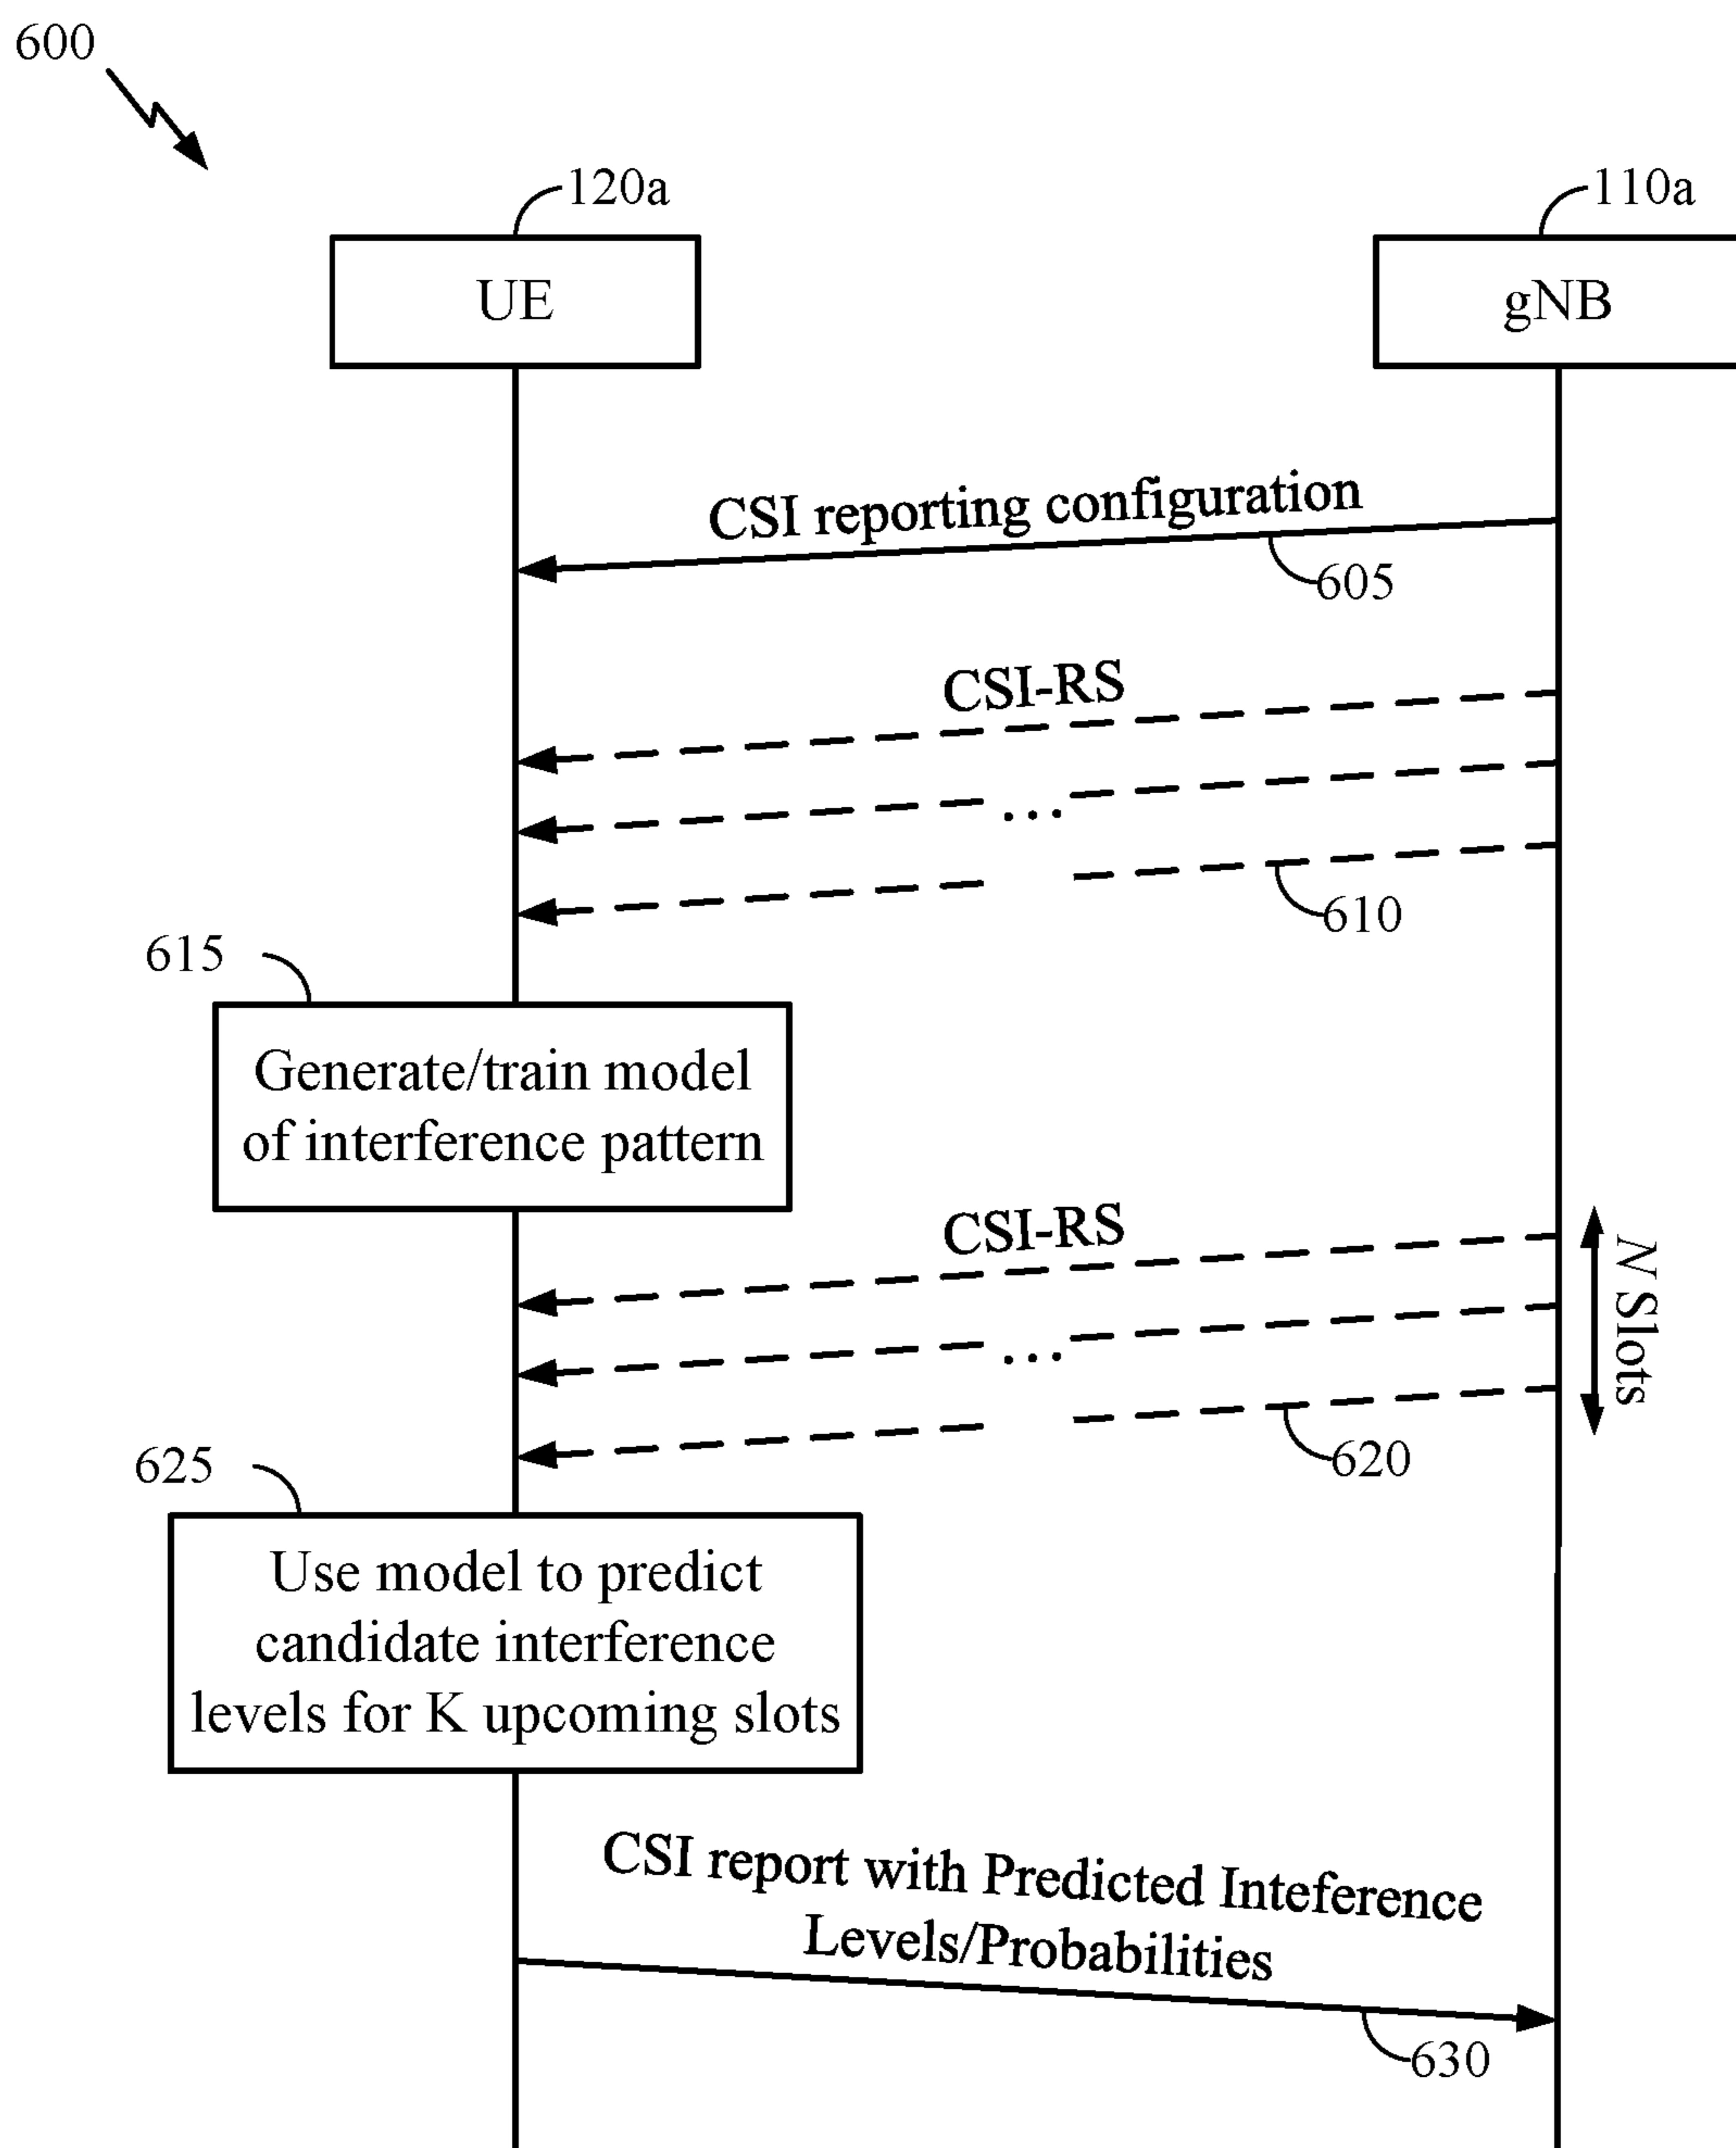 600
120a
110a
UE
gNB
CSI reporting configuration
605
CSI-RS
...
610
615
Generate/train model
of interference pattern
CSI-RS
N Slots
...
620
625
Use model to predict
candidate interference
levels for K upcoming slots
CSI report with Predicted Inteference
Levels/Probabilities
630